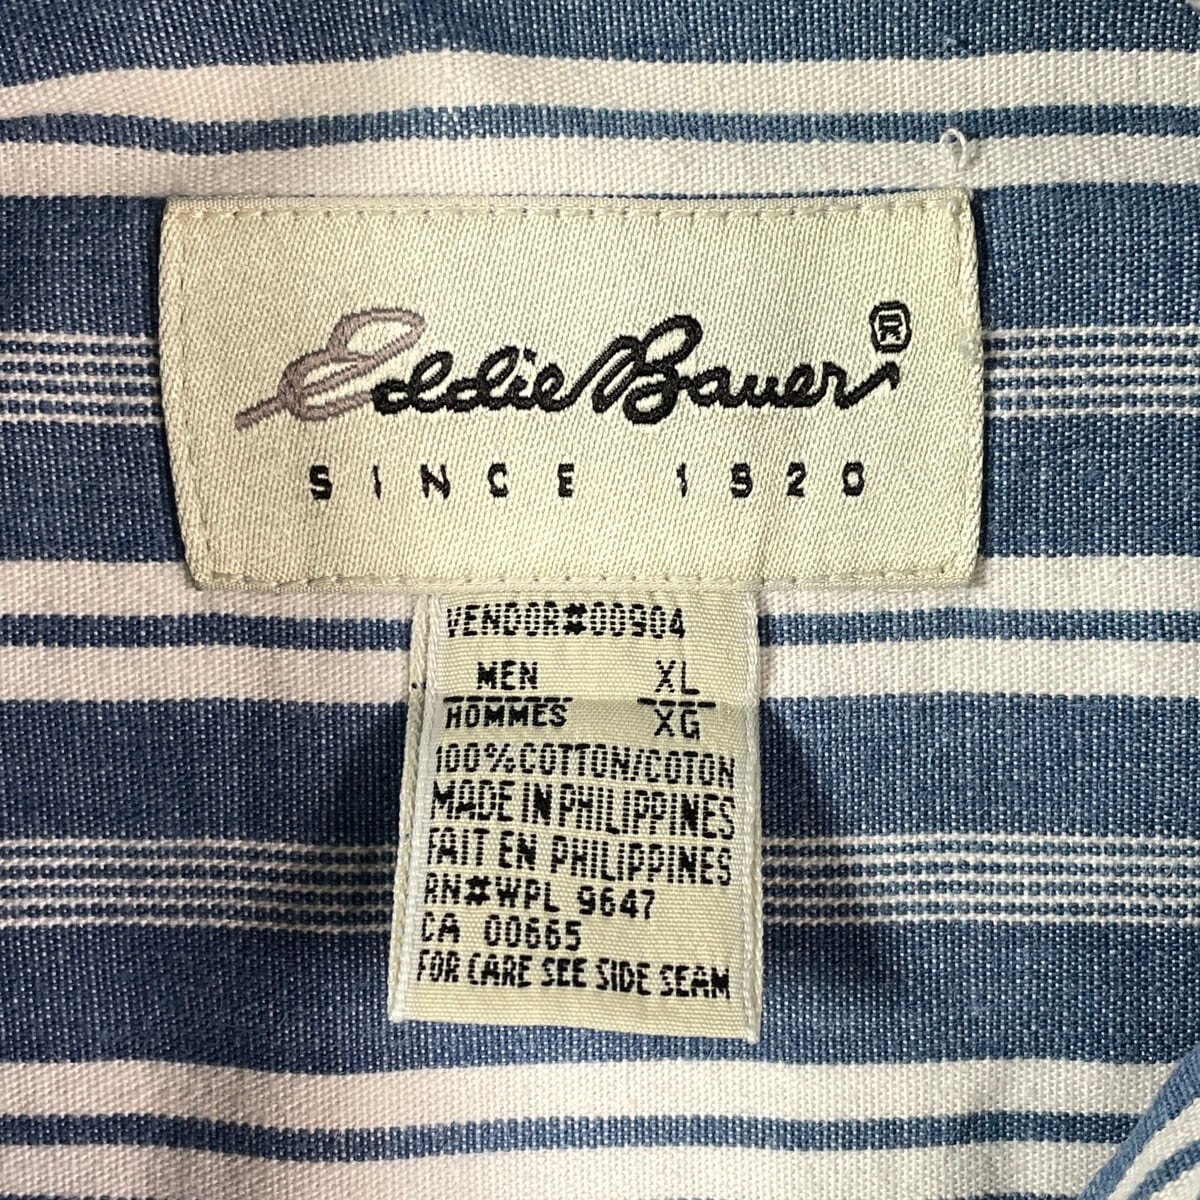 Eddie Bauer ®
SINCE 1920
VENDOR#00904
MEN XL
HOMMES XG
100%COTTON/COTON
MADE IN PHILIPPINES
FAIT EN PHILIPPINES
RN#WPL 9647
CA 00665
FOR CARE SEE SIDE SEAM